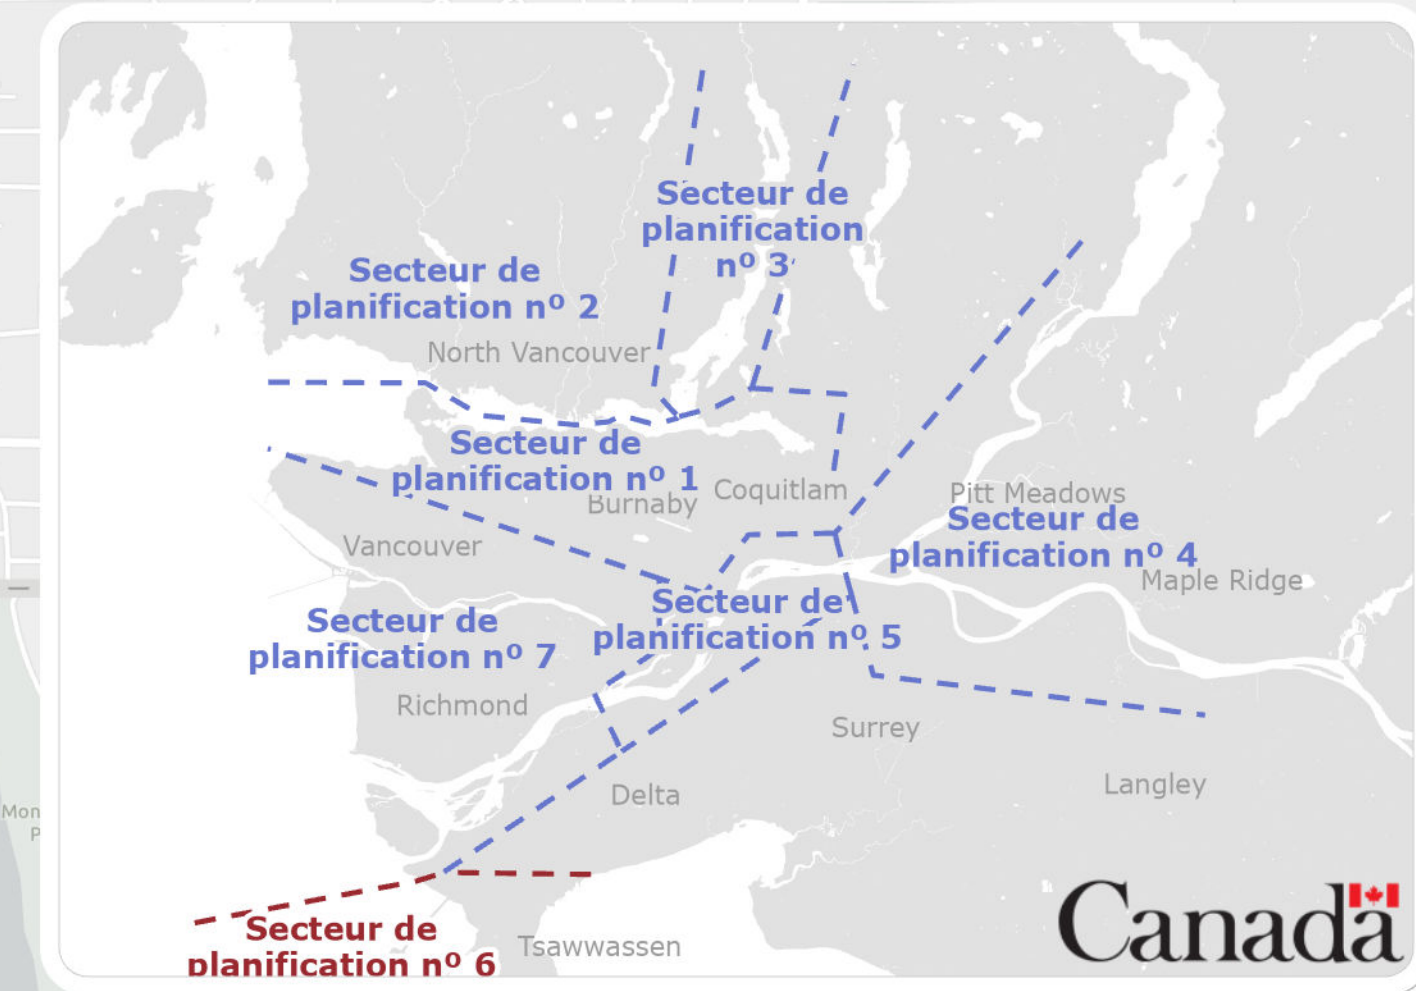 Secteur de
planification
nº 3
Secteur de
planification nº 2
North Vancouver
Secteur de
planification nº 1
Burnaby
Coquitlam
Pitt Meadows
Secteur de
planification nº 4
Vancouver
Maple Ridge
Secteur de
planification nº 5
Secteur de
planification nº 7
Richmond
Surrey
Langley
Delta
Mon
P
Secteur de
planification nº 6
Tsawwassen
Canada